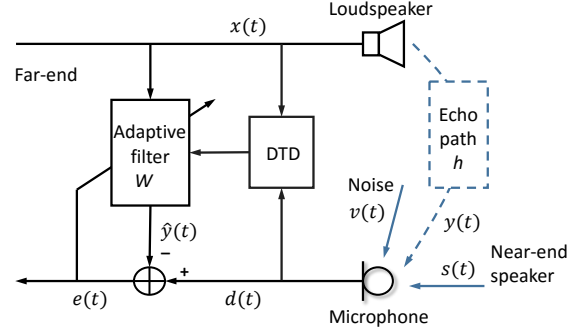 Loudspeaker
x(t)
Far-end
Adaptive
filter
W
DTD
Echo
path
h
Noise
v(t)
ŷ(t)
−
+
y(t)
Near-end
speaker
s(t)
e(t)
d(t)
Microphone